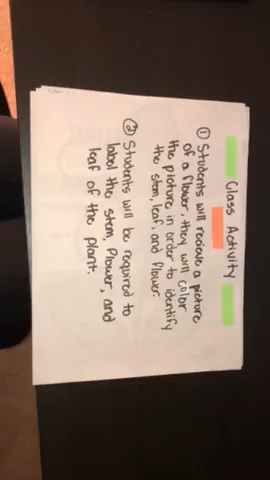 Class Activity
① Students will recieve a picture
of a flower, they will color
the picture in order to identify
the stem, leaf, and flower.
② Students will be required to
label the stem, flower, and
leaf of the plant.